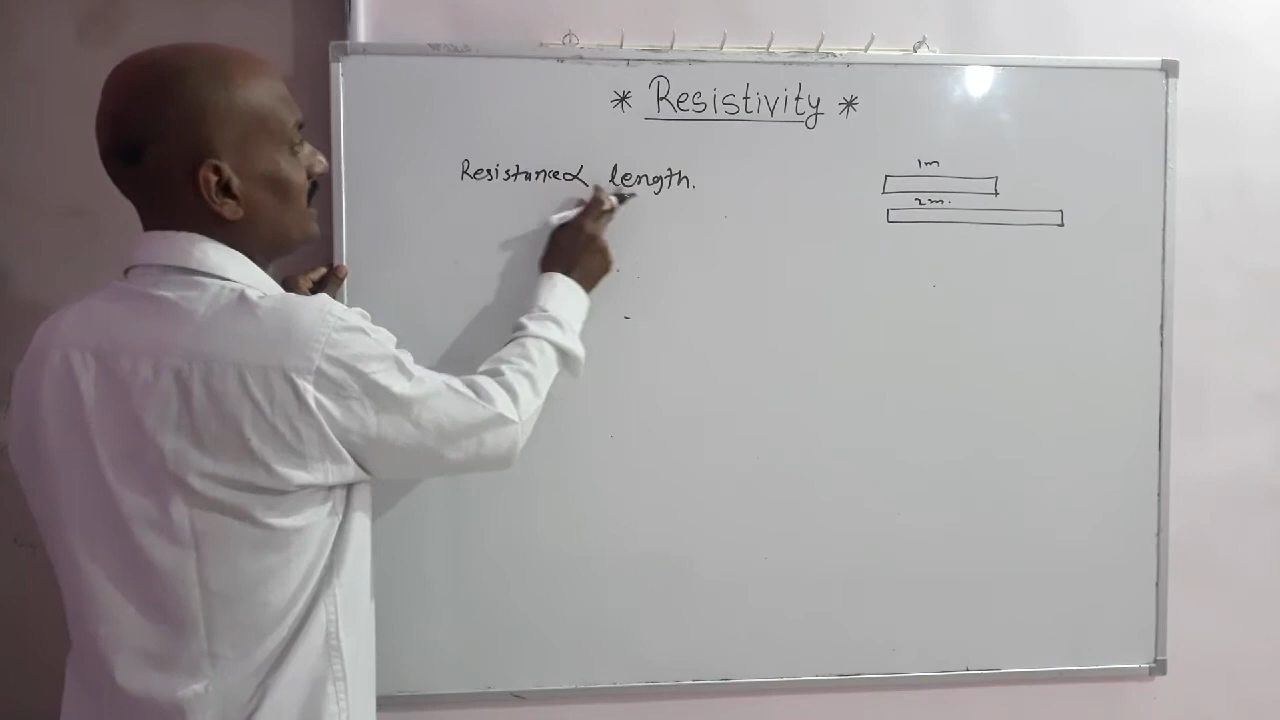 * Resistivity *
Resistance ∝ length.
1m
2m.